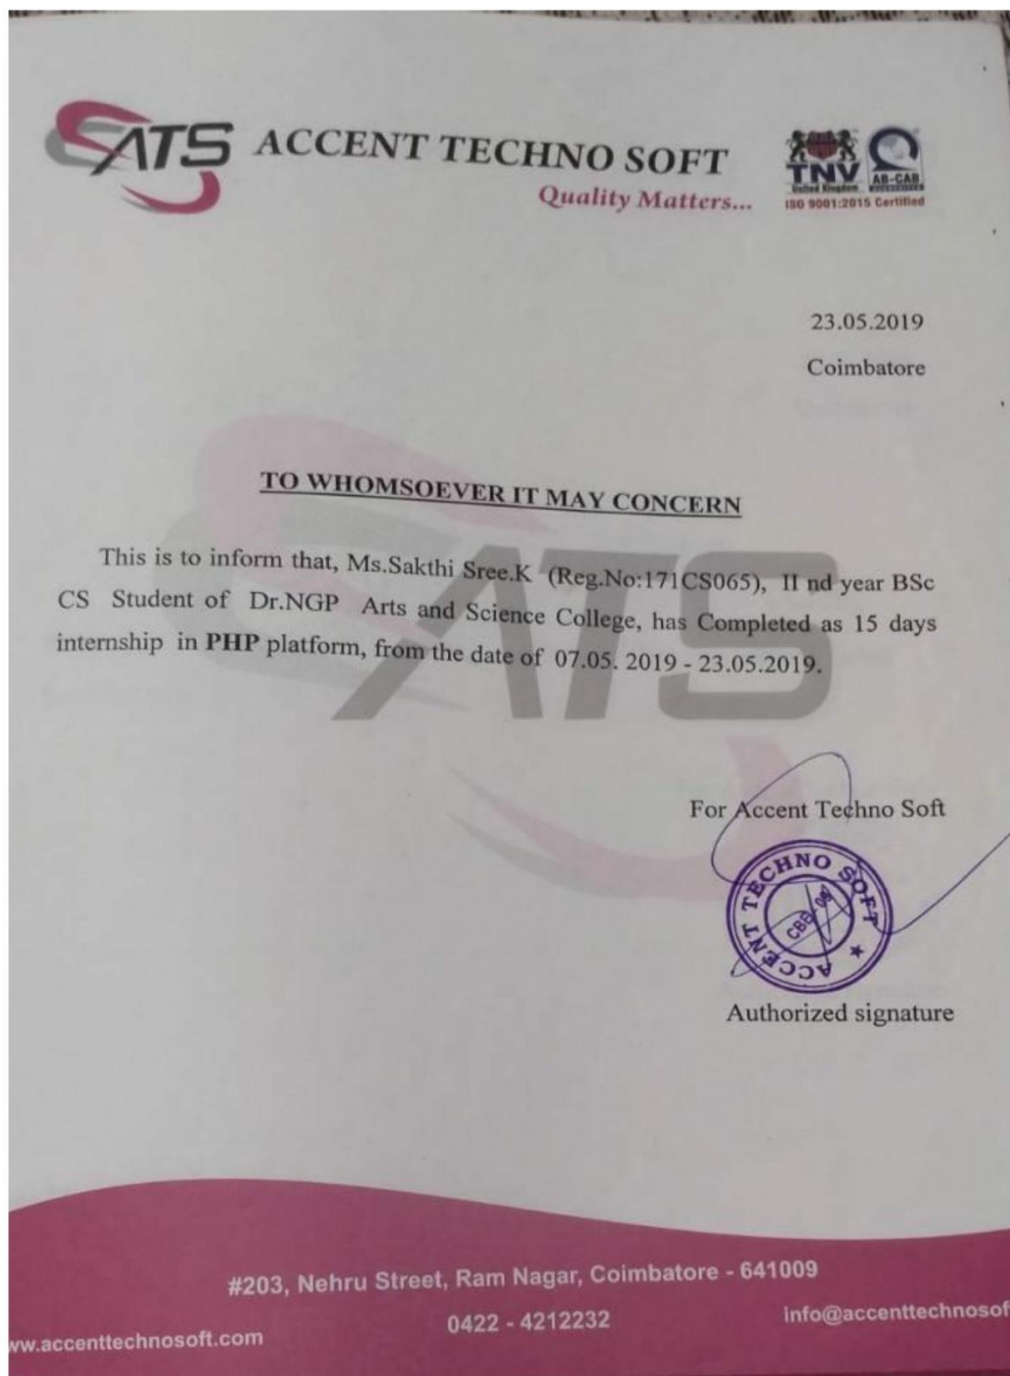 ATS ACCENT TECHNO SOFT
Quality Matters...
TNV
United Kingdom
AB-CAB
ISO 9001:2015 Certified
23.05.2019
Coimbatore
TO WHOMSOEVER IT MAY CONCERN
This is to inform that, Ms.Sakthi Sree.K (Reg.No:171CS065), II nd year BSc
CS Student of Dr.NGP Arts and Science College, has Completed as 15 days
internship in PHP platform, from the date of 07.05. 2019 - 23.05.2019.
ATS
For Accent Techno Soft
ACCENT TECHNO SOFT ★
Authorized signature
#203, Nehru Street, Ram Nagar, Coimbatore - 641009
0422 - 4212232
ww.accenttechnosoft.com
info@accenttechnosof